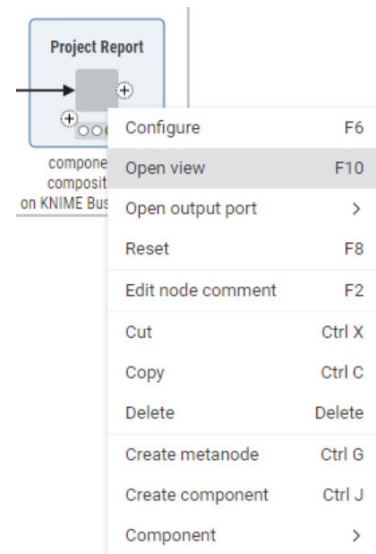 Project Report
Configure F6
Open view F10
Open output port >
Reset F8
Edit node comment F2
Cut Ctrl X
Copy Ctrl C
Delete Delete
Create metanode Ctrl G
Create component Ctrl J
Component >
compone
composit
on KNIME Bus